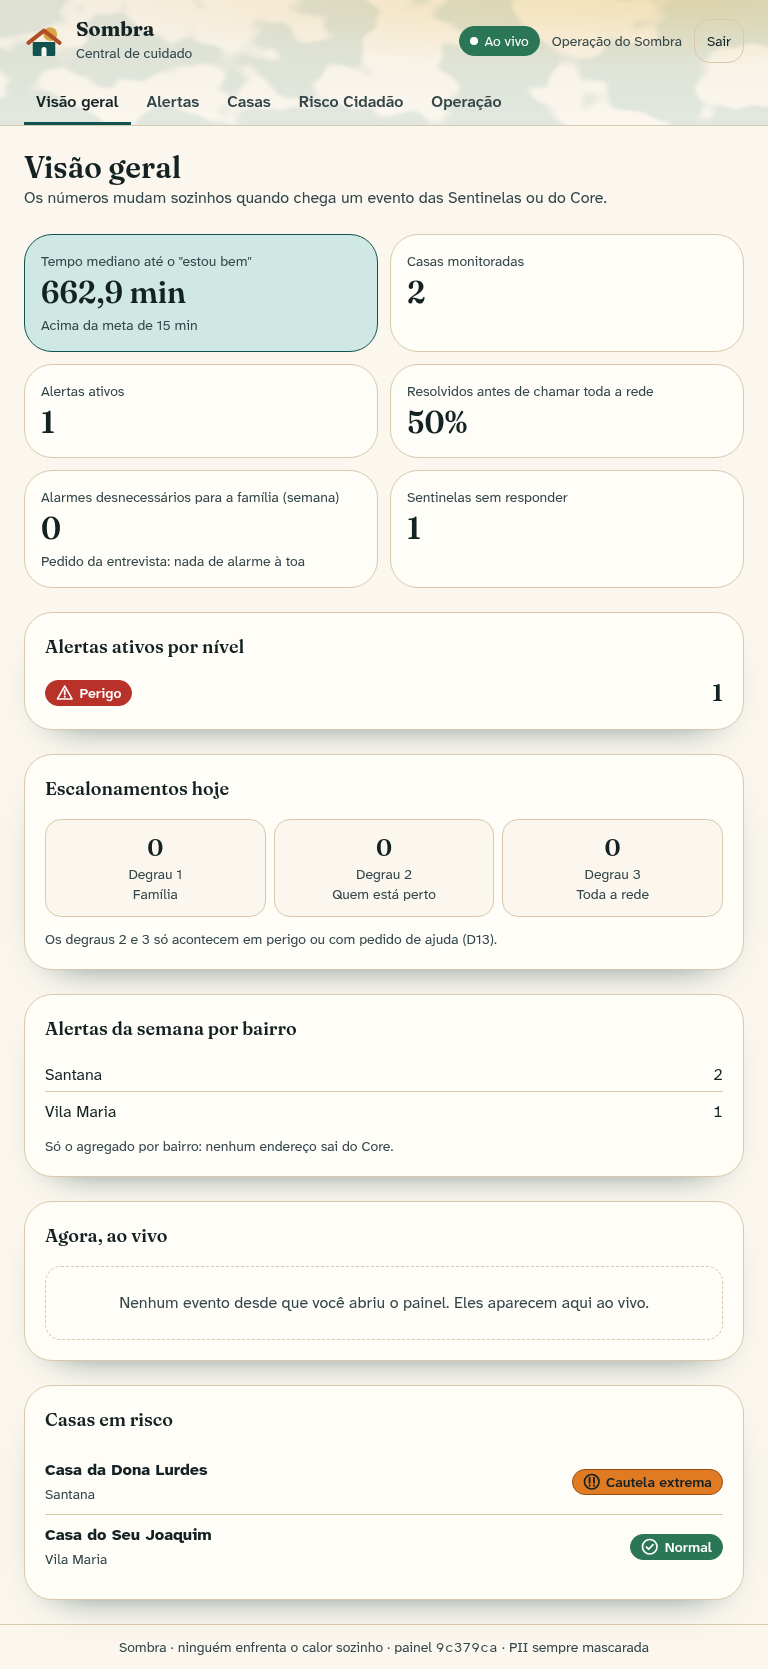 Sombra
Central de cuidado
Ao vivo
Operação do Sombra
Sair
Visão geral
Alertas
Casas
Risco Cidadão
Operação
Visão geral
Os números mudam sozinhos quando chega um evento das Sentinelas ou do Core.
Tempo mediano até o "estou bem"
662,9 min
Acima da meta de 15 min
Casas monitoradas
2
Alertas ativos
1
Resolvidos antes de chamar toda a rede
50%
Alarmes desnecessários para a família (semana)
0
Pedido da entrevista: nada de alarme à toa
Sentinelas sem responder
1
Alertas ativos por nível
Perigo
1
Escalonamentos hoje
0
Degrau 1
Família
0
Degrau 2
Quem está perto
0
Degrau 3
Toda a rede
Os degraus 2 e 3 só acontecem em perigo ou com pedido de ajuda (D13).
Alertas da semana por bairro
Santana
2
Vila Maria
1
Só o agregado por bairro: nenhum endereço sai do Core.
Agora, ao vivo
Nenhum evento desde que você abriu o painel. Eles aparecem aqui ao vivo.
Casas em risco
Casa da Dona Lurdes
Santana
Cautela extrema
Casa do Seu Joaquim
Vila Maria
Normal
Sombra · ninguém enfrenta o calor sozinho · painel 9c379ca · PII sempre mascarada